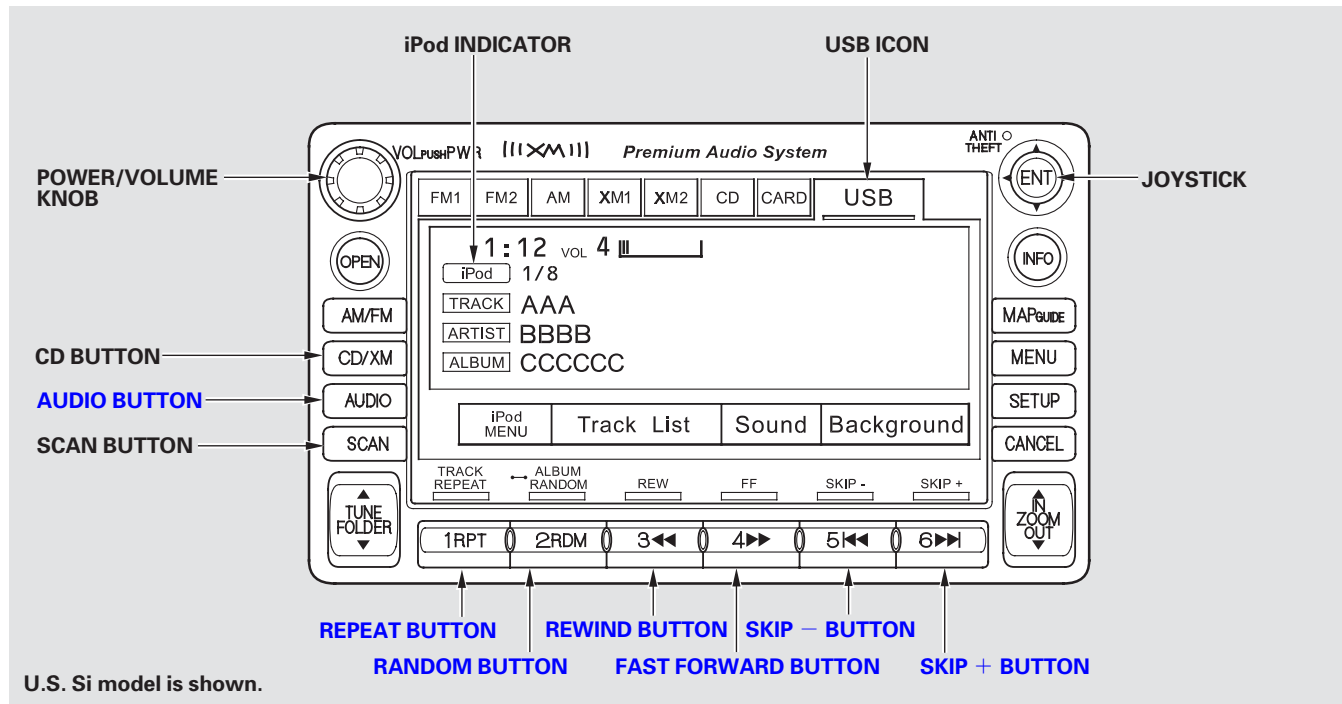 iPod INDICATOR
USB ICON
POWER/VOLUME
KNOB
VOL PUSH PWR
XM
Premium Audio System
ANTI
THEFT
ENT
JOYSTICK
FM1 FM2 AM XM1 XM2 CD CARD USB
OPEN
1:12 VOL 4
iPod 1/8
INFO
TRACK AAA
AM/FM
MAP GUIDE
ARTIST BBBB
CD BUTTON
CD/XM
ALBUM CCCCCC
MENU
AUDIO BUTTON
AUDIO
SETUP
iPod
MENU
Track List
Sound
Background
SCAN BUTTON
SCAN
CANCEL
TRACK
REPEAT
ALBUM
RANDOM
REW
FF
SKIP -
SKIP +
TUNE
FOLDER
IN
ZOOM
OUT
1RPT 2RDM 3◀◀ 4▶▶ 5|◀◀ 6▶▶|
REPEAT BUTTON
REWIND BUTTON
SKIP － BUTTON
RANDOM BUTTON
FAST FORWARD BUTTON
SKIP ＋ BUTTON
U.S. Si model is shown.